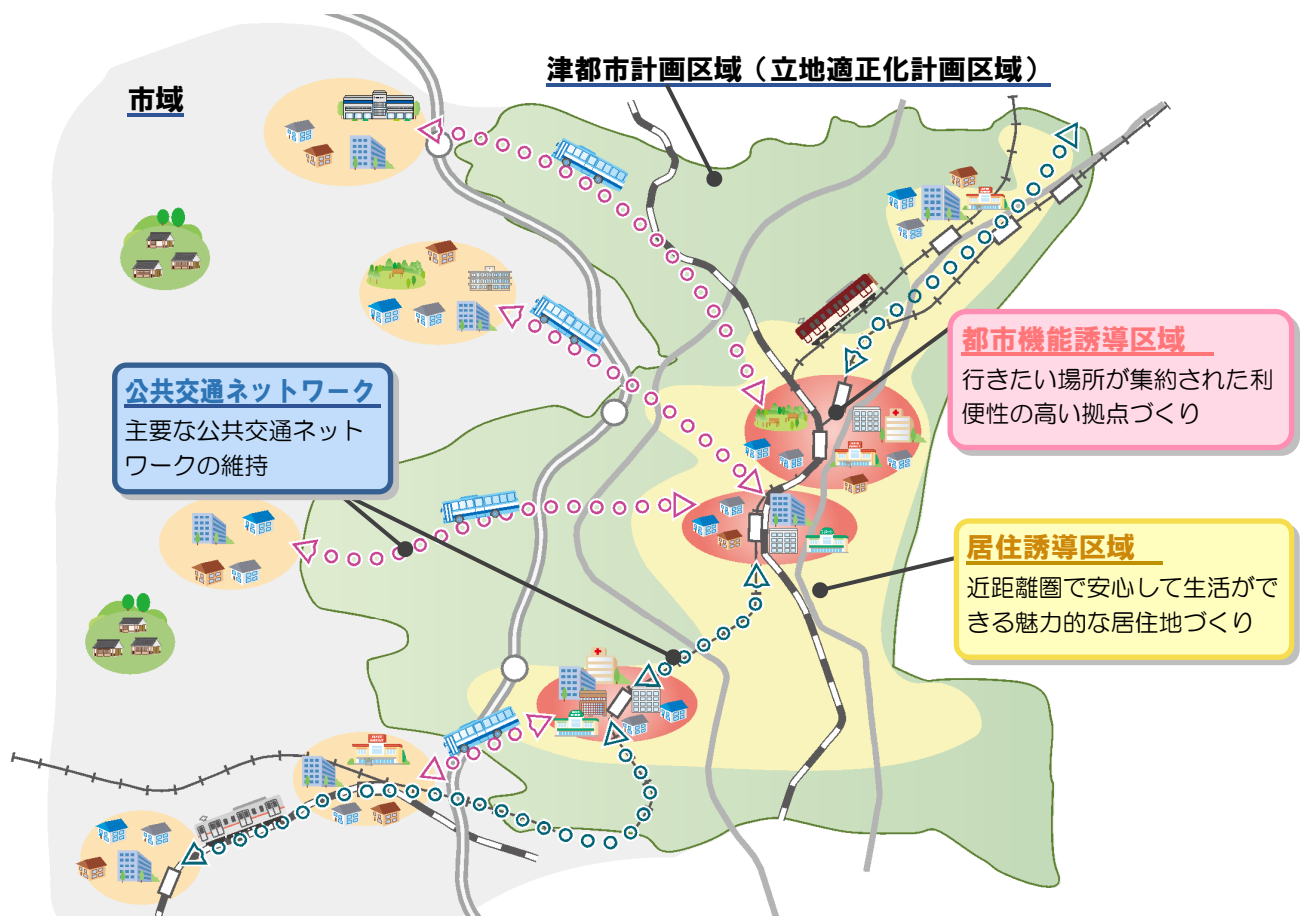 津都市計画区域（立地適正化計画区域）
市域
都市機能誘導区域
行きたい場所が集約された利
便性の高い拠点づくり
公共交通ネットワーク
主要な公共交通ネット
ワークの維持
居住誘導区域
近距離圏で安心して生活がで
きる魅力的な居住地づくり